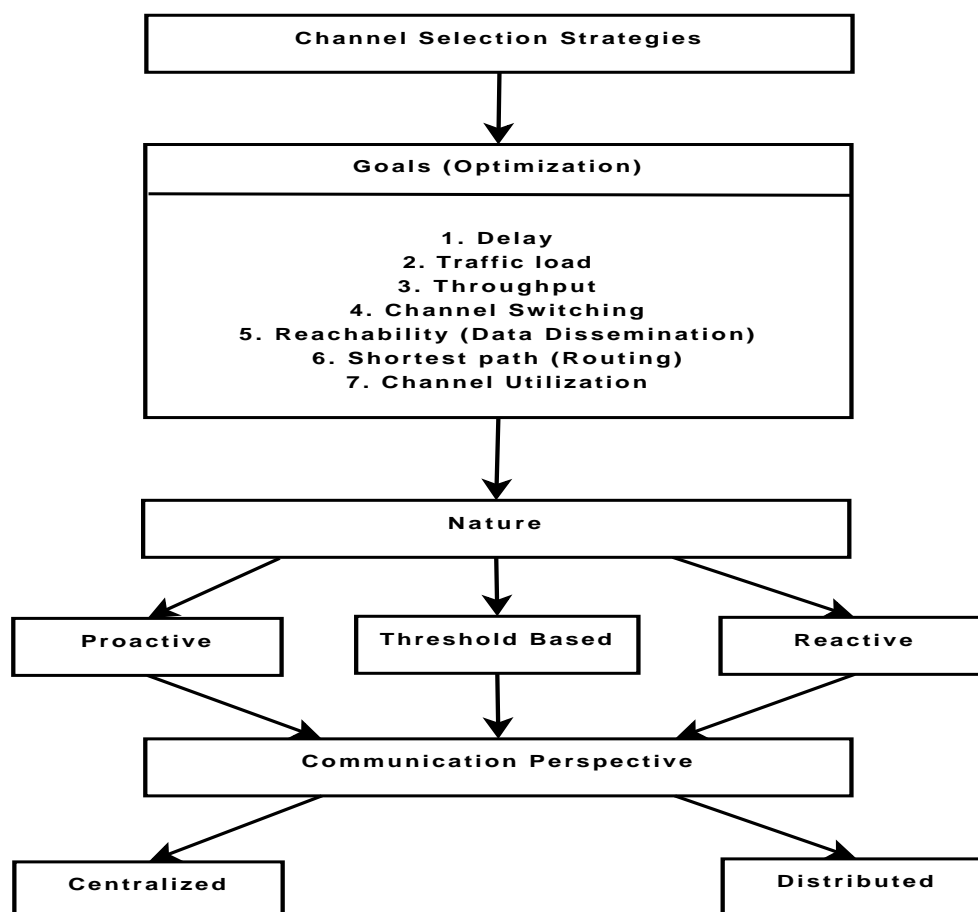 Channel Selection Strategies
Goals (Optimization)
1. Delay
2. Traffic load
3. Throughput
4. Channel Switching
5. Reachability (Data Dissemination)
6. Shortest path (Routing)
7. Channel Utilization
Nature
Proactive
Threshold Based
Reactive
Communication Perspective
Centralized
Distributed